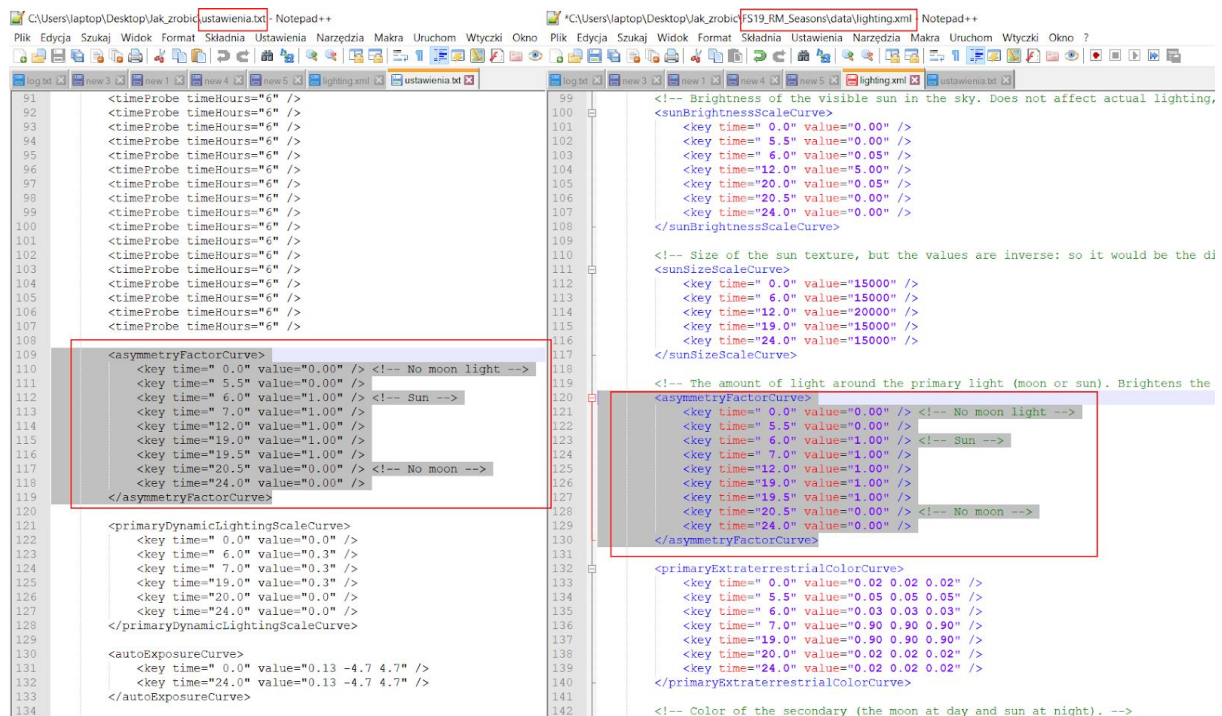 C:\Users\laptop\Desktop\Jak_zrobic\ustawienia.txt - Notepad++
Plik Edycja Szukaj Widok Format Składnia Ustawienia Narzędzia Makra Uruchom Wtyczki Okno
log.txt new 3 new 1 new 4 new 5 lighting.xml ustawienia.txt
91 <timeProbe timeHours="6" />
92 <timeProbe timeHours="6" />
93 <timeProbe timeHours="6" />
94 <timeProbe timeHours="6" />
95 <timeProbe timeHours="6" />
96 <timeProbe timeHours="6" />
97 <timeProbe timeHours="6" />
98 <timeProbe timeHours="6" />
99 <timeProbe timeHours="6" />
100 <timeProbe timeHours="6" />
101 <timeProbe timeHours="6" />
102 <timeProbe timeHours="6" />
103 <timeProbe timeHours="6" />
104 <timeProbe timeHours="6" />
105 <timeProbe timeHours="6" />
106 <timeProbe timeHours="6" />
107 <timeProbe timeHours="6" />
108
109 <asymmetryFactorCurve>
110 <key time=" 0.0" value="0.00" /> <!-- No moon light -->
111 <key time=" 5.5" value="0.00" />
112 <key time=" 6.0" value="1.00" /> <!-- Sun -->
113 <key time=" 7.0" value="1.00" />
114 <key time="12.0" value="1.00" />
115 <key time="19.0" value="1.00" />
116 <key time="19.5" value="1.00" />
117 <key time="20.5" value="0.00" /> <!-- No moon -->
118 <key time="24.0" value="0.00" />
119 </asymmetryFactorCurve>
120
121 <primaryDynamicLightingScaleCurve>
122 <key time=" 0.0" value="0.0" />
123 <key time=" 6.0" value="0.3" />
124 <key time=" 7.0" value="0.3" />
125 <key time="19.0" value="0.3" />
126 <key time="20.0" value="0.0" />
127 <key time="24.0" value="0.0" />
128 </primaryDynamicLightingScaleCurve>
129
130 <autoExposureCurve>
131 <key time=" 0.0" value="0.13 -4.7 4.7" />
132 <key time="24.0" value="0.13 -4.7 4.7" />
133 </autoExposureCurve>
134
*C:\Users\laptop\Desktop\Jak_zrobic\FS19_RM_Seasons\data\lighting.xml - Notepad++
Plik Edycja Szukaj Widok Format Składnia Ustawienia Narzędzia Makra Uruchom Wtyczki Okno ?
log.txt new 3 new 1 new 4 new 5 lighting.xml ustawienia.txt
99 <!-- Brightness of the visible sun in the sky. Does not affect actual lighting,
100 <sunBrightnessScaleCurve>
101 <key time=" 0.0" value="0.00" />
102 <key time=" 5.5" value="0.00" />
103 <key time=" 6.0" value="0.05" />
104 <key time="12.0" value="5.00" />
105 <key time="20.0" value="0.05" />
106 <key time="20.5" value="0.00" />
107 <key time="24.0" value="0.00" />
108 </sunBrightnessScaleCurve>
109
110 <!-- Size of the sun texture, but the values are inverse: so it would be the di
111 <sunSizeScaleCurve>
112 <key time=" 0.0" value="15000" />
113 <key time=" 6.0" value="15000" />
114 <key time="12.0" value="20000" />
115 <key time="19.0" value="15000" />
116 <key time="24.0" value="15000" />
117 </sunSizeScaleCurve>
118
119 <!-- The amount of light around the primary light (moon or sun). Brightens the
120 <asymmetryFactorCurve>
121 <key time=" 0.0" value="0.00" /> <!-- No moon light -->
122 <key time=" 5.5" value="0.00" />
123 <key time=" 6.0" value="1.00" /> <!-- Sun -->
124 <key time=" 7.0" value="1.00" />
125 <key time="12.0" value="1.00" />
126 <key time="19.0" value="1.00" />
127 <key time="19.5" value="1.00" />
128 <key time="20.5" value="0.00" /> <!-- No moon -->
129 <key time="24.0" value="0.00" />
130 </asymmetryFactorCurve>
131
132 <primaryExtraterrestrialColorCurve>
133 <key time=" 0.0" value="0.02 0.02 0.02" />
134 <key time=" 5.5" value="0.05 0.05 0.05" />
135 <key time=" 6.0" value="0.03 0.03 0.03" />
136 <key time=" 7.0" value="0.90 0.90 0.90" />
137 <key time="19.0" value="0.90 0.90 0.90" />
138 <key time="20.0" value="0.02 0.02 0.02" />
139 <key time="24.0" value="0.02 0.02 0.02" />
140 </primaryExtraterrestrialColorCurve>
141
142 <!-- Color of the secondary (the moon at day and sun at night). -->